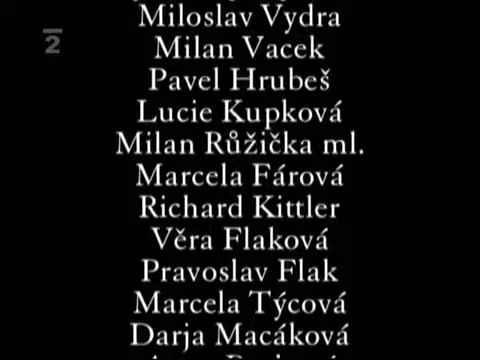 Miloslav Vydra
2
Milan Vacek
Pavel Hrubeš
Lucie Kupková
Milan Růžička ml.
Marcela Fárová
Richard Kittler
Věra Flaková
Pravoslav Flak
Marcela Týcová
Darja Macáková